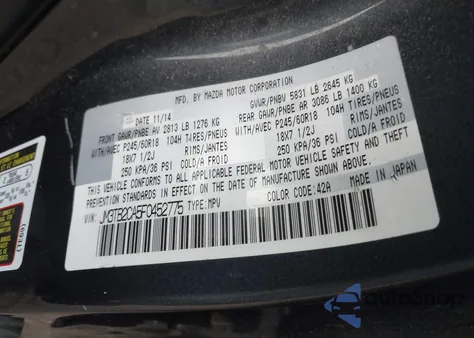 MFD. BY MAZDA MOTOR CORPORATION
DATE 11/14 GVWR/PNBV 5831 LB 2645 KG
FRONT GAWR/PNBE AV 2813 LB 1276 KG REAR GAWR/PNBE AR 3086 LB 1400 KG
WITH/AVEC P245/60R18 104H TIRES/PNEUS WITH/AVEC P245/60R18 104H TIRES/PNEUS
18X7 1/2J RIMS/JANTES 18X7 1/2J RIMS/JANTES
250 KPA/36 PSI COLD/A FROID 250 KPA/36 PSI COLD/A FROID
THIS VEHICLE CONFORMS TO ALL APPLICABLE FEDERAL MOTOR VEHICLE SAFETY, BUMPER, AND THEFT
PREVENTION STANDARDS IN EFFECT ON THE DATE OF MANUFACTURE SHOWN ABOVE.
VIN: JM3TB2CA5F0452775 TYPE:MPV COLOR CODE:42A MADE IN JAPAN
autoSnap